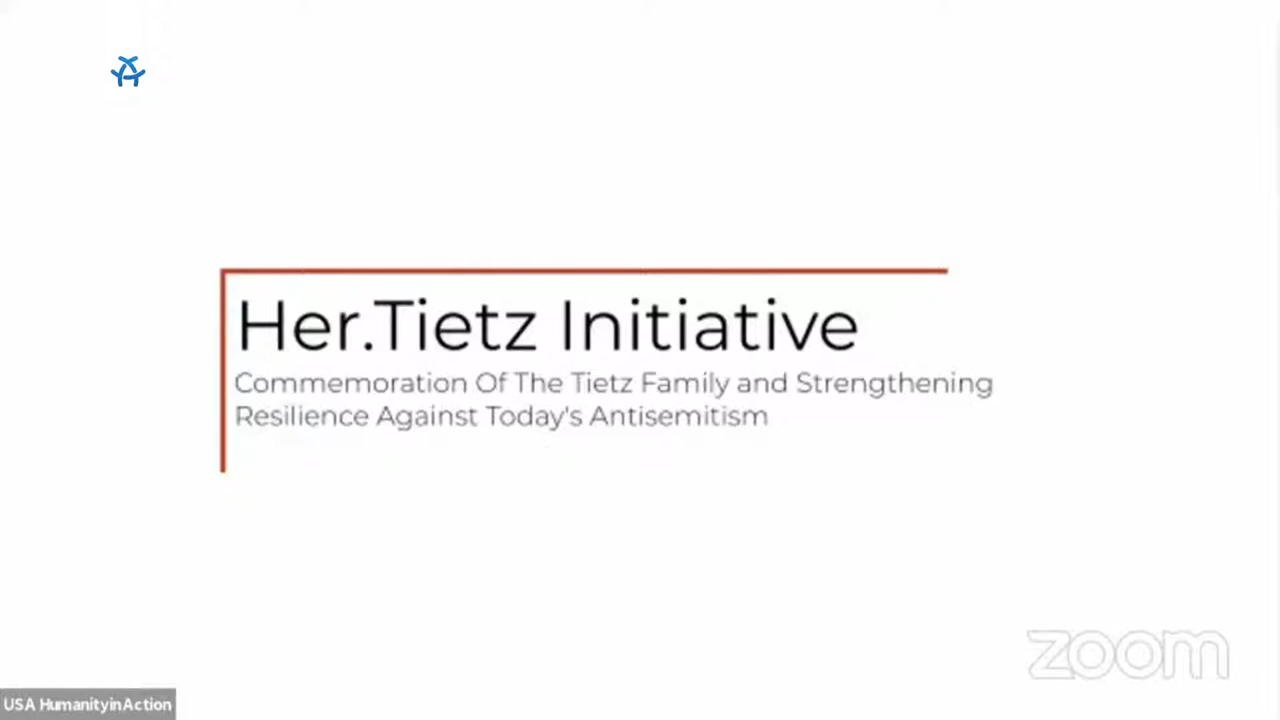 Her.Tietz Initiative
Commemoration Of The Tietz Family and Strengthening
Resilience Against Today's Antisemitism
zoom
USA HumanityinAction